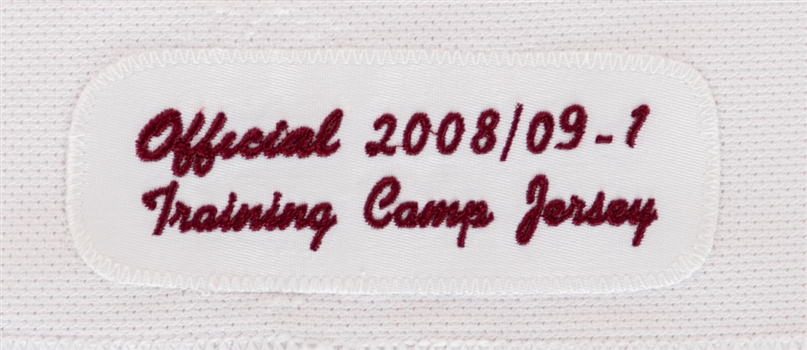 Official 2008/09-1
Training Camp Jersey